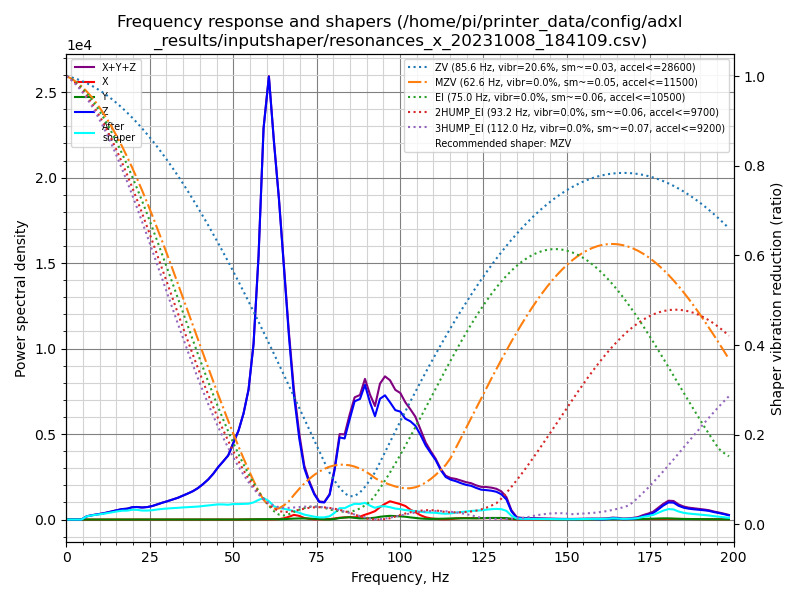 Frequency response and shapers (/home/pi/printer_data/config/adxl
_results/inputshaper/resonances_x_20231008_184109.csv)
1e4
X+Y+Z
X
Y
Z
After
shaper
ZV (85.6 Hz, vibr=20.6%, sm~=0.03, accel<=28600)
MZV (62.6 Hz, vibr=0.0%, sm~=0.05, accel<=11500)
EI (75.0 Hz, vibr=0.0%, sm~=0.06, accel<=10500)
2HUMP_EI (93.2 Hz, vibr=0.0%, sm~=0.06, accel<=9700)
3HUMP_EI (112.0 Hz, vibr=0.0%, sm~=0.07, accel<=9200)
Recommended shaper: MZV
Power spectral density
2.5
2.0
1.5
1.0
0.5
0.0
1.0
0.8
0.6
0.4
0.2
0.0
Shaper vibration reduction (ratio)
0 25 50 75 100 125 150 175 200
Frequency, Hz